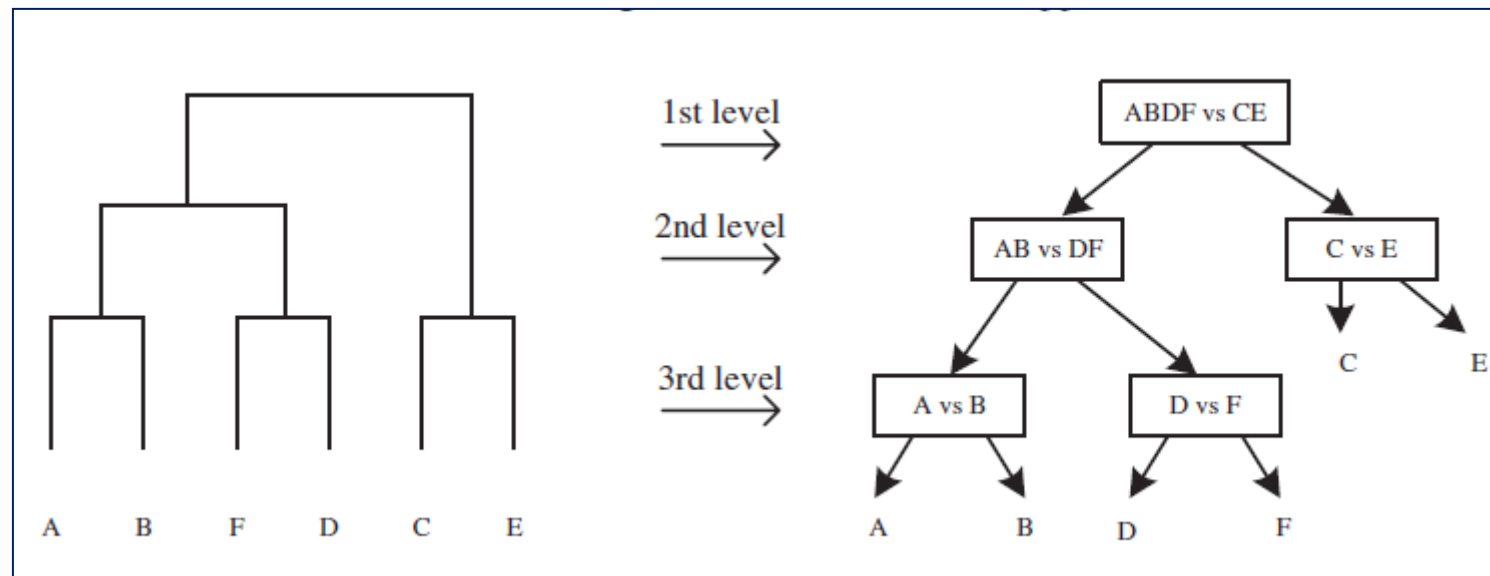 1st level
ABDF vs CE
2nd level
AB vs DF
C vs E
3rd level
A vs B
D vs F
C
E
A
B
F
D
C
E
A
B
D
F